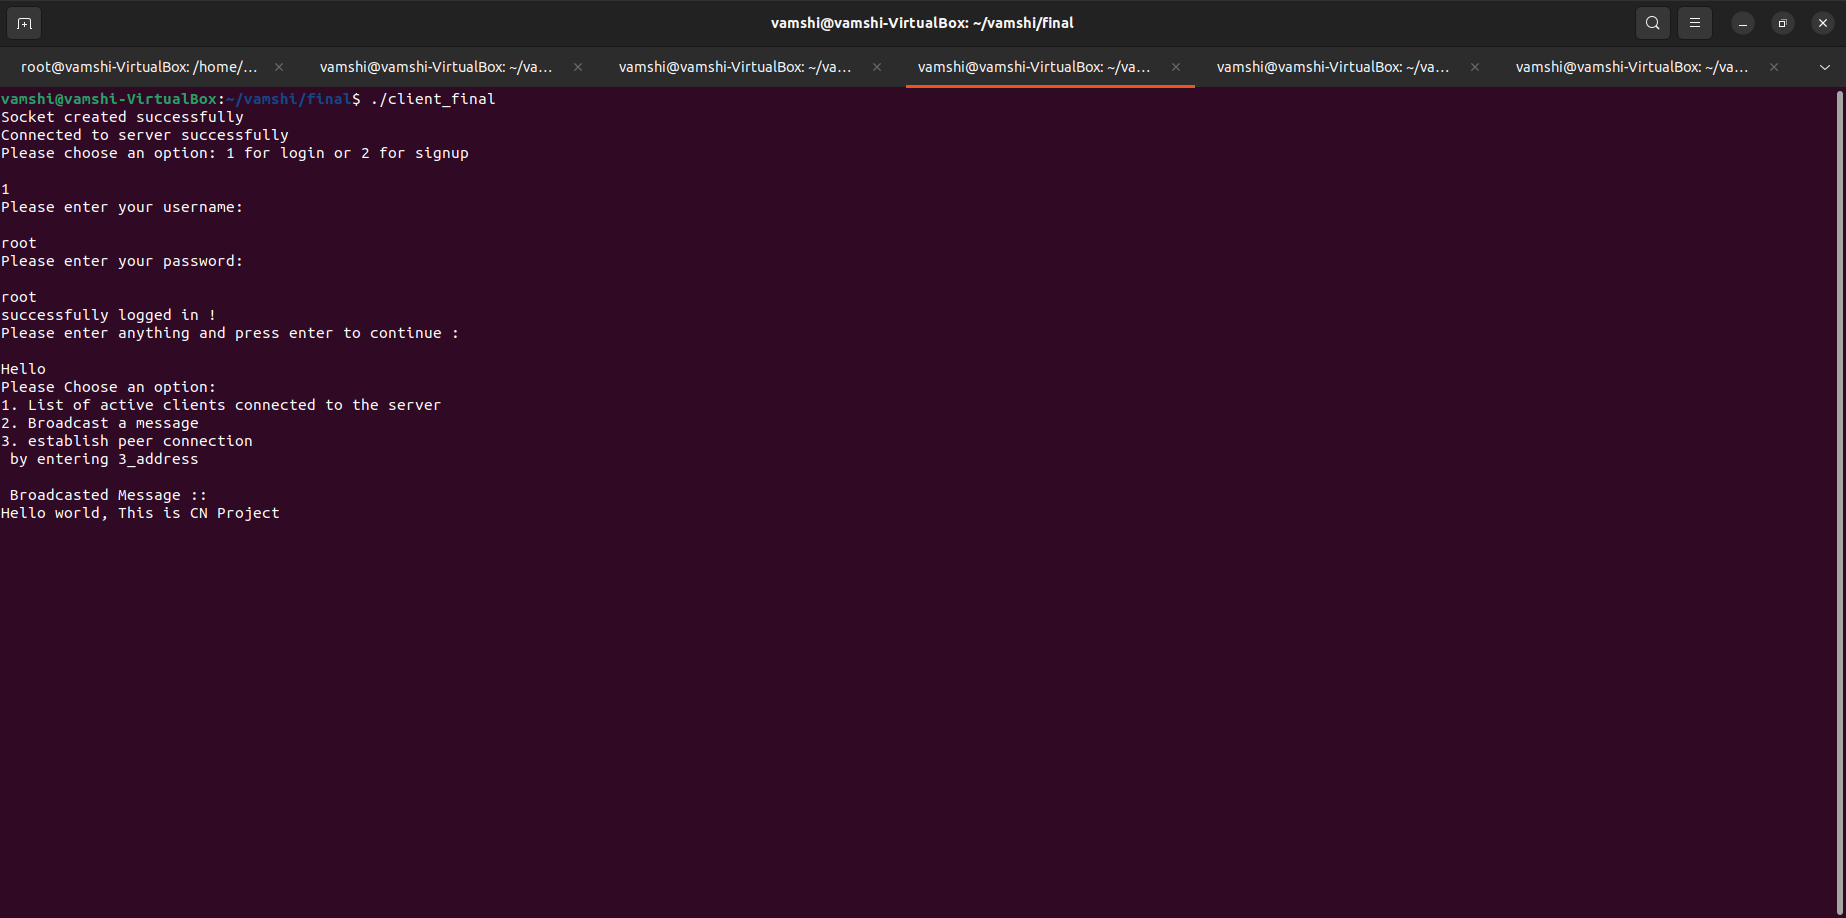 vamshi@vamshi-VirtualBox: ~/vamshi/final
root@vamshi-VirtualBox: /home/... vamshi@vamshi-VirtualBox: ~/va... vamshi@vamshi-VirtualBox: ~/va... vamshi@vamshi-VirtualBox: ~/va... vamshi@vamshi-VirtualBox: ~/va... vamshi@vamshi-VirtualBox: ~/va...
vamshi@vamshi-VirtualBox:~/vamshi/final$ ./client_final
Socket created successfully
Connected to server successfully
Please choose an option: 1 for login or 2 for signup
1
Please enter your username:
root
Please enter your password:
root
successfully logged in !
Please enter anything and press enter to continue :
Hello
Please Choose an option:
1. List of active clients connected to the server
2. Broadcast a message
3. establish peer connection
by entering 3_address
Broadcasted Message ::
Hello world, This is CN Project